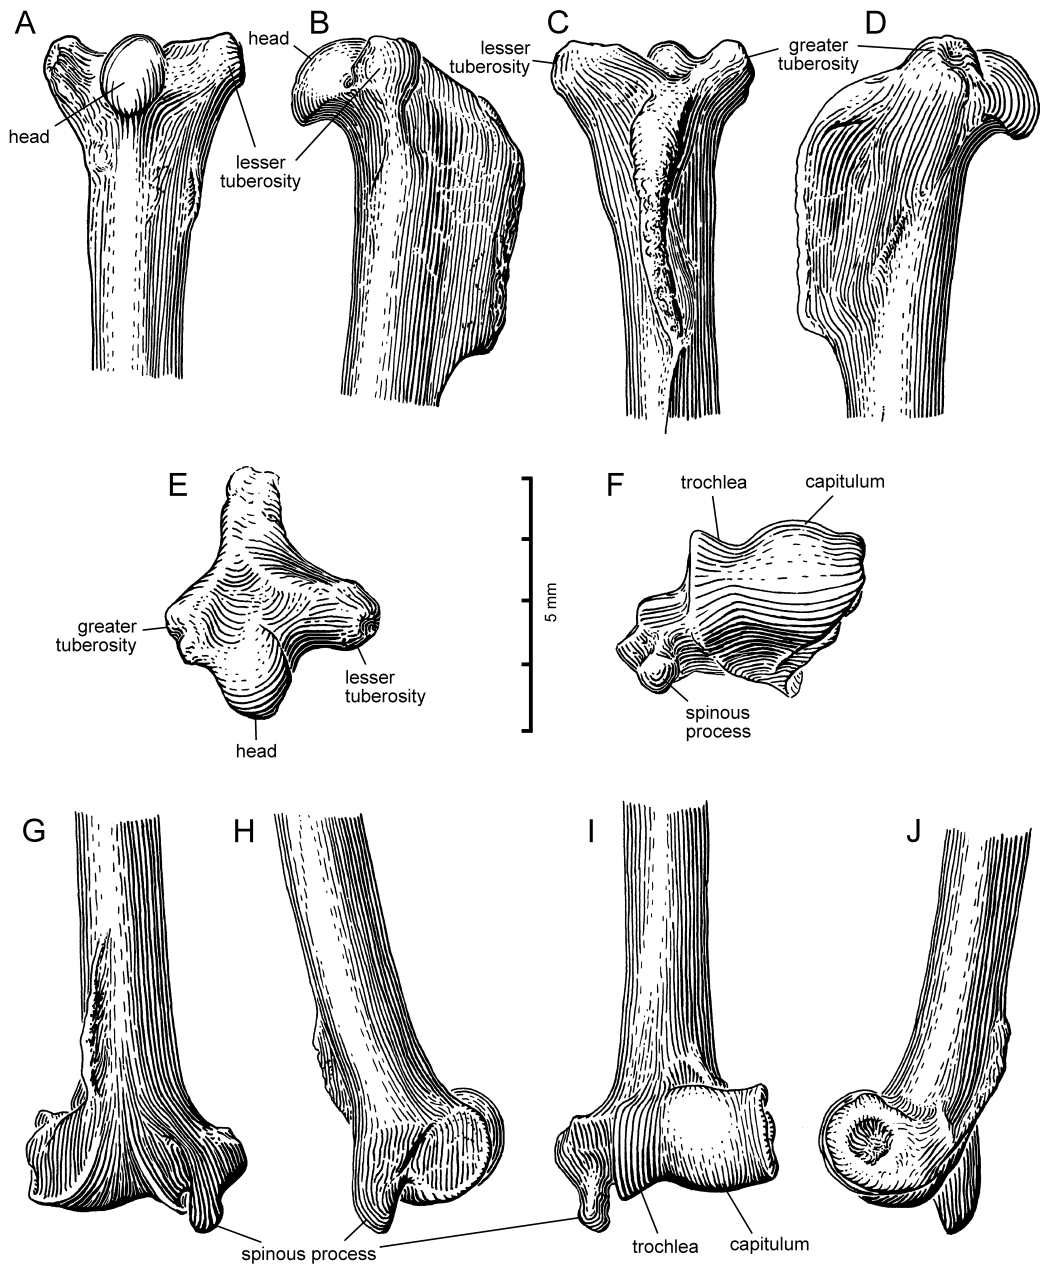 A
B
C
D
head
lesser
tuberosity
greater
tuberosity
head
lesser
tuberosity
E
F
trochlea
capitulum
5 mm
greater
tuberosity
lesser
tuberosity
spinous
process
head
G
H
I
J
spinous process
trochlea
capitulum